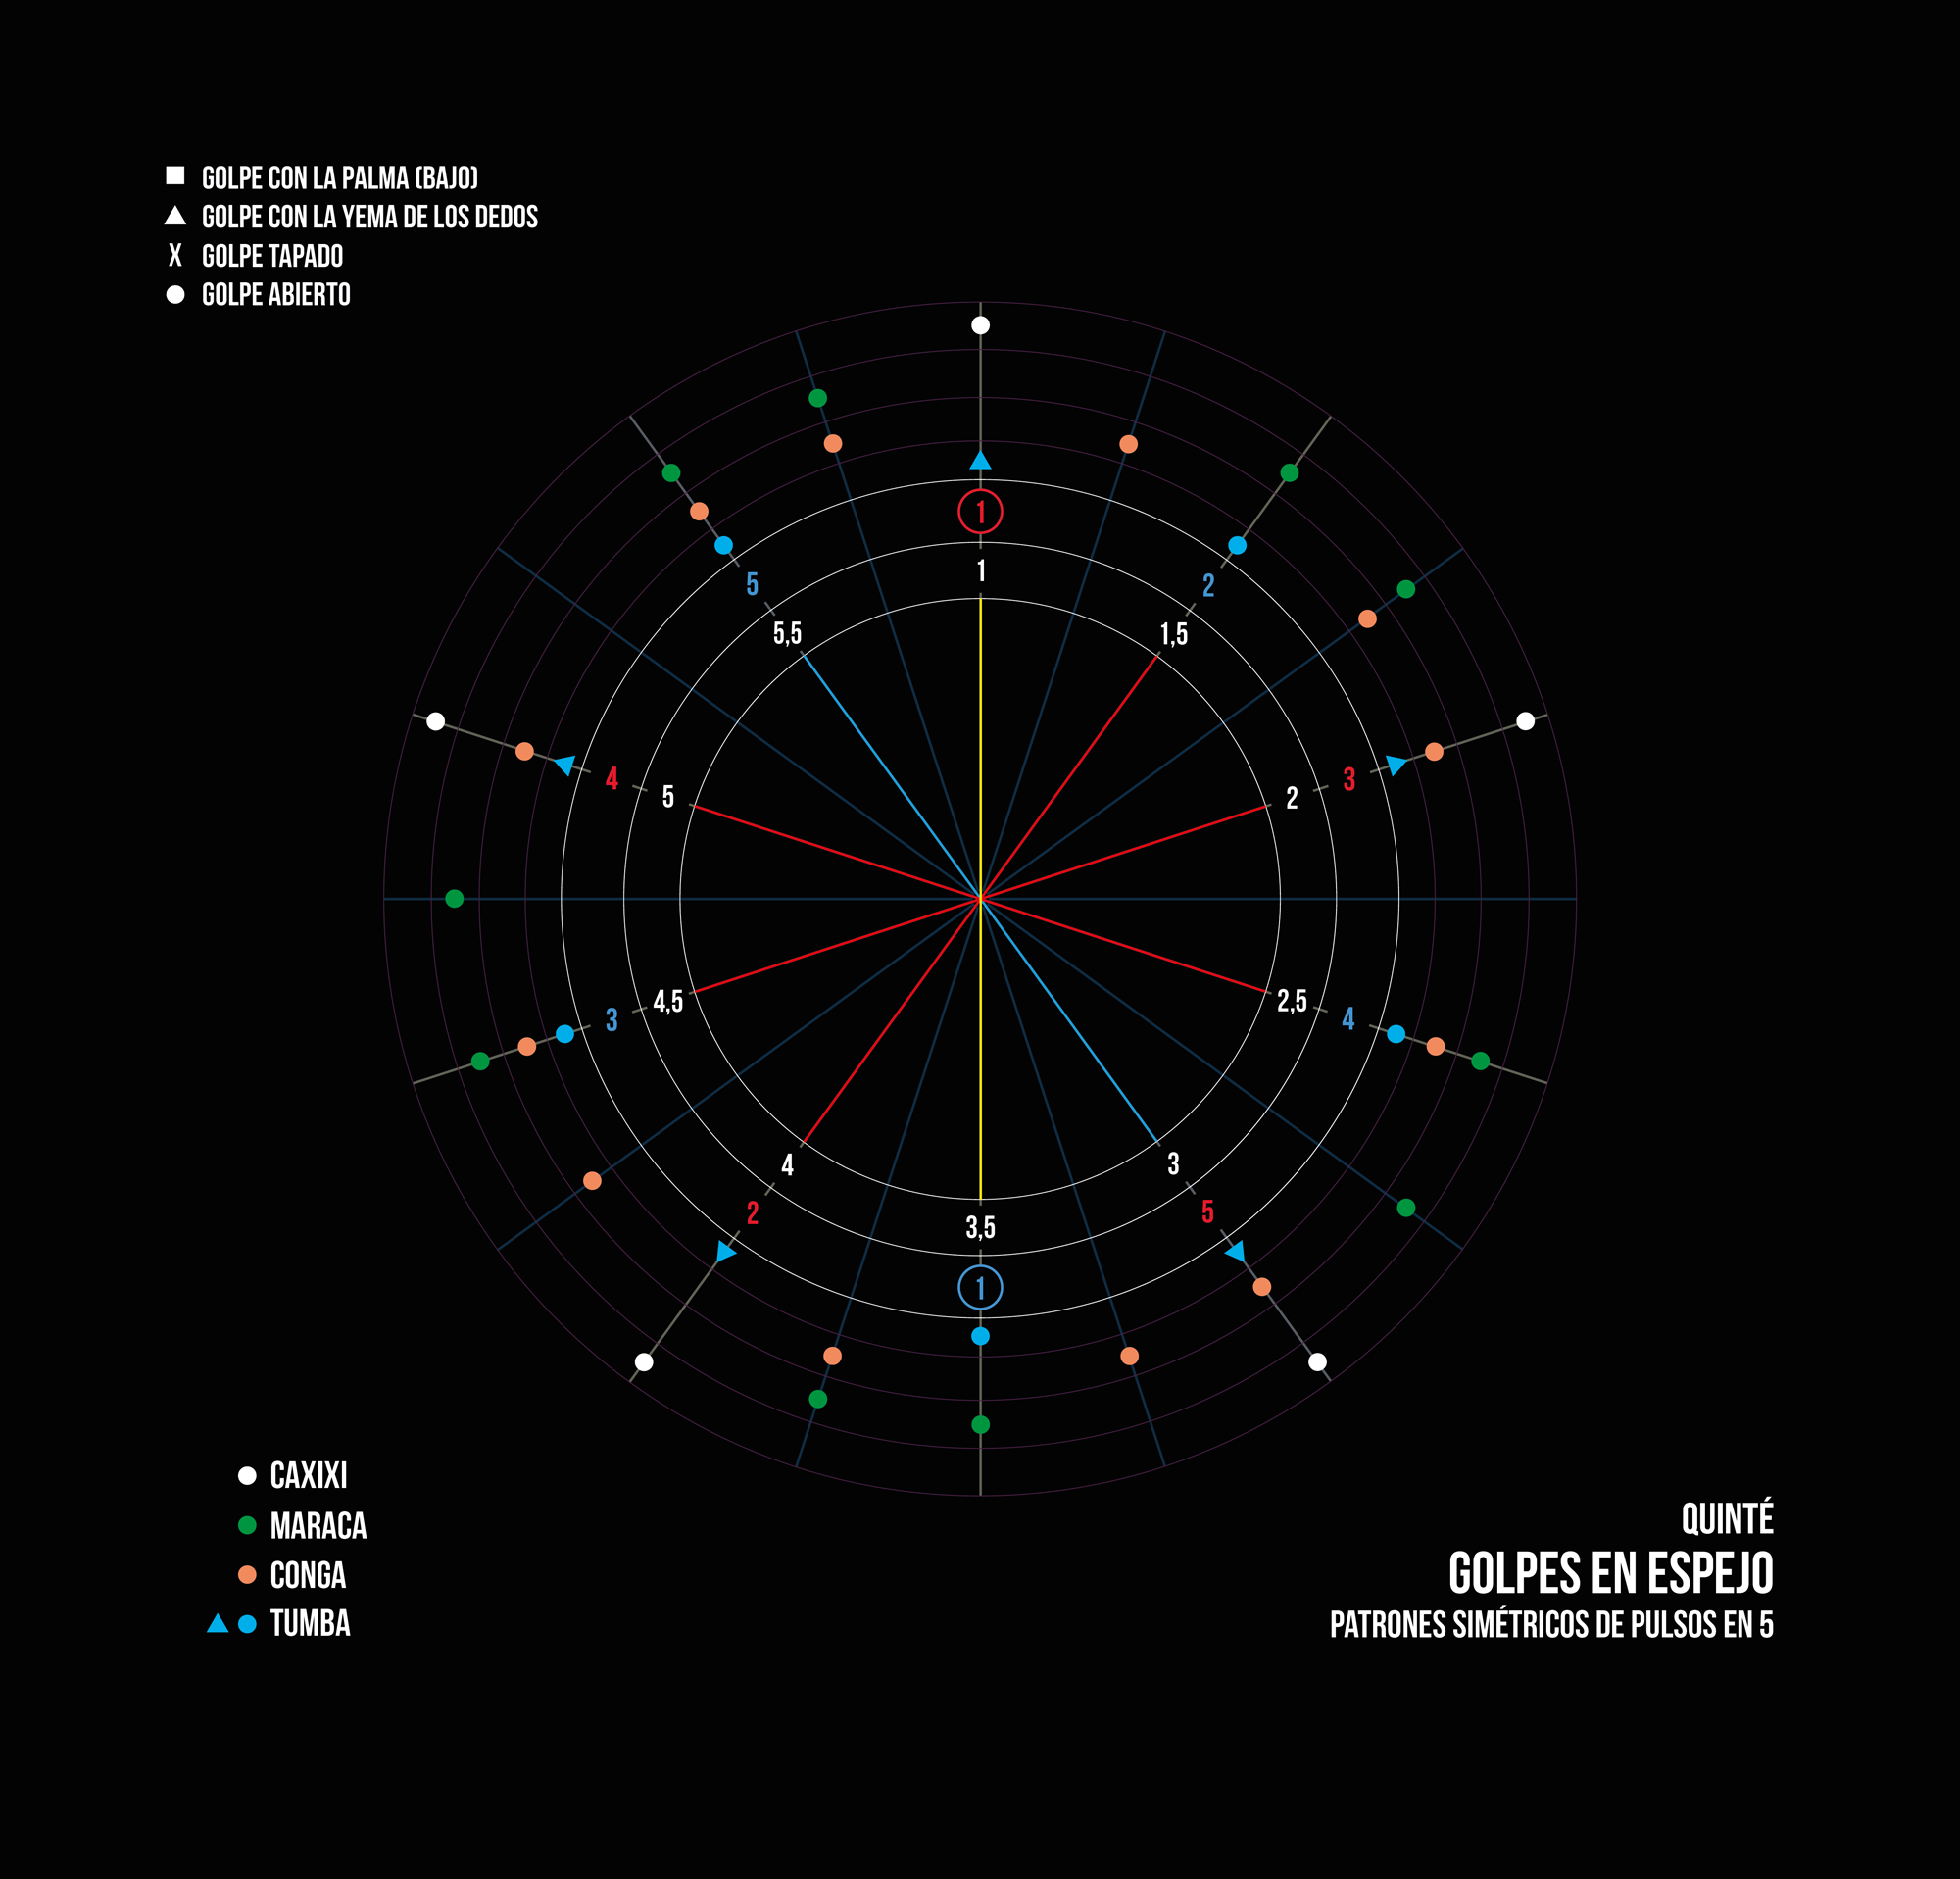 GOLPE CON LA PALMA (BAJO)
GOLPE CON LA YEMA DE LOS DEDOS
X GOLPE TAPADO
GOLPE ABIERTO
1
1
5
2
5,5
1,5
4
5
2
3
3
4,5
2,5
4
4
3
2
5
3,5
1
CAXIXI
MARACA
CONGA
TUMBA
QUINTÉ
GOLPES EN ESPEJO
PATRONES SIMÉTRICOS DE PULSOS EN 5